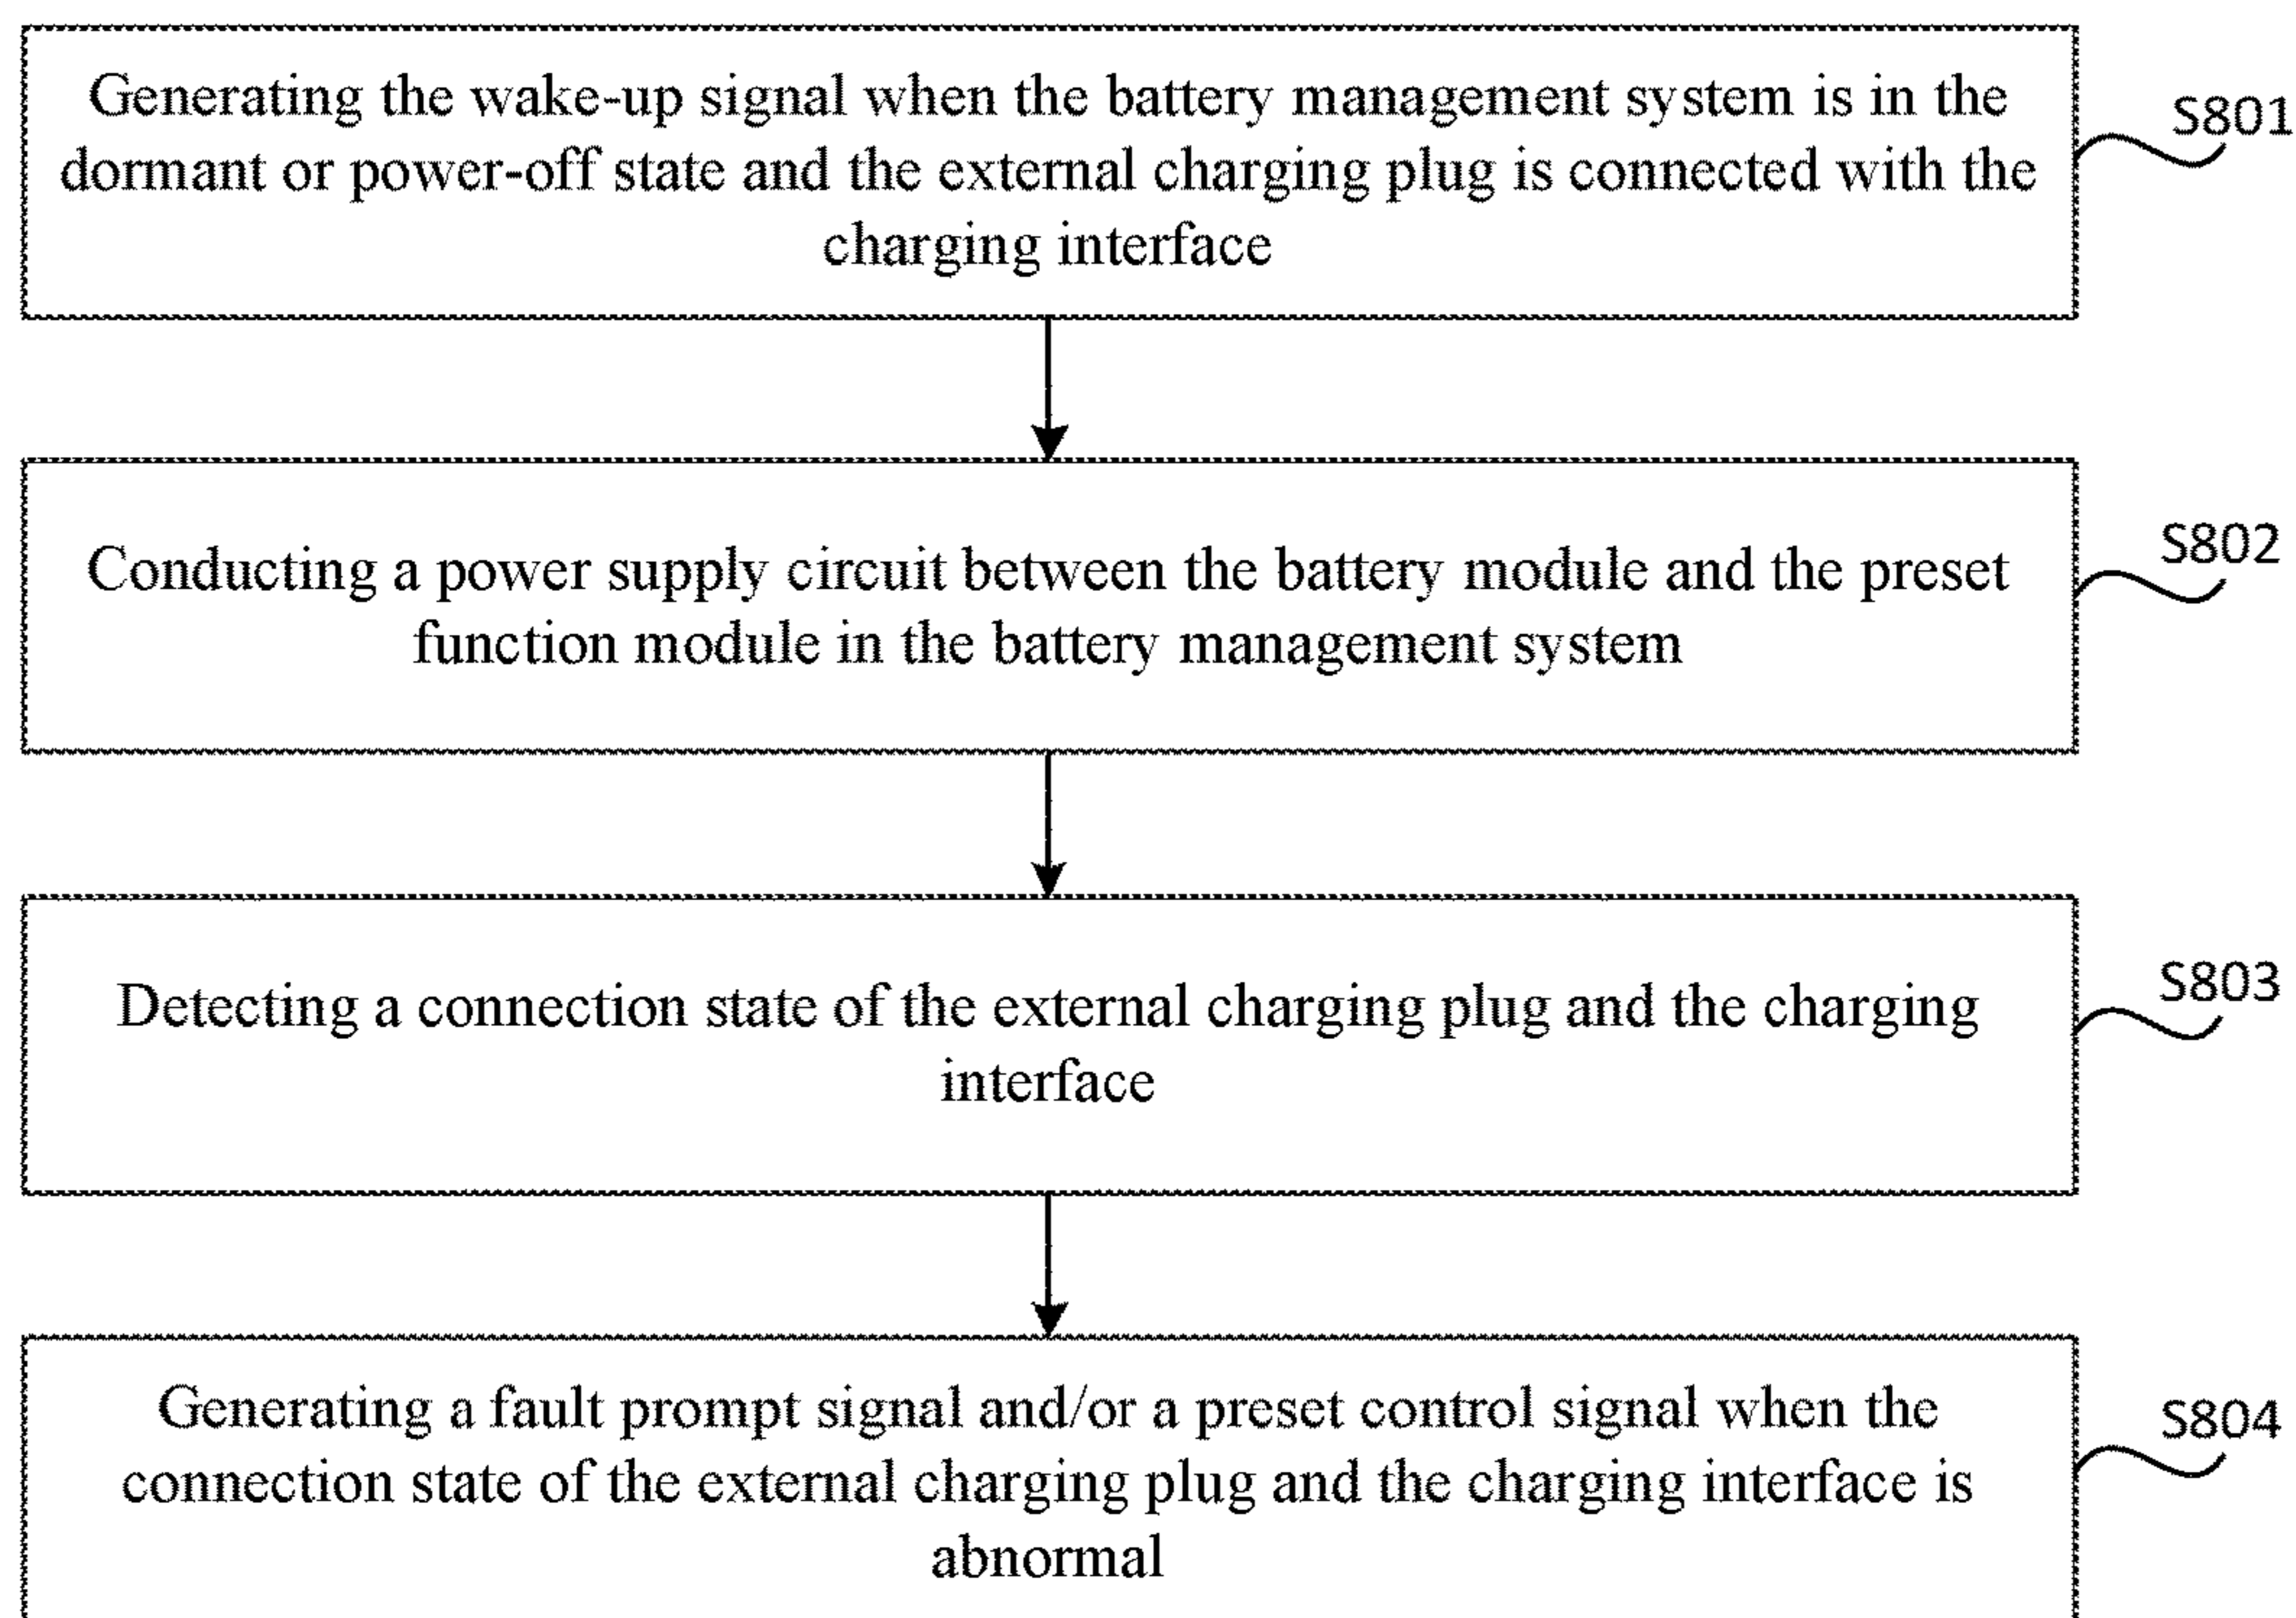 Generating the wake-up signal when the battery management system is in the
dormant or power-off state and the external charging plug is connected with the
charging interface
S801
Conducting a power supply circuit between the battery module and the preset
function module in the battery management system
S802
Detecting a connection state of the external charging plug and the charging
interface
S803
Generating a fault prompt signal and/or a preset control signal when the
connection state of the external charging plug and the charging interface is
abnormal
S804